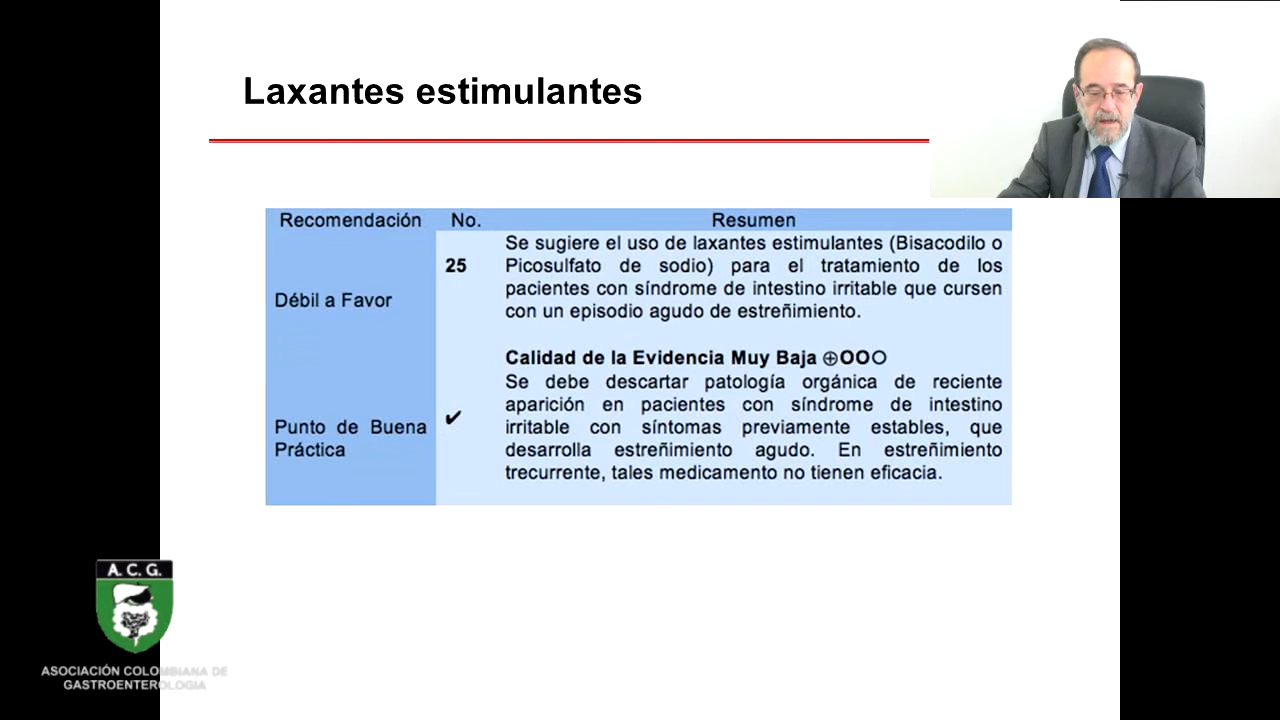 Laxantes estimulantes
Recomendación No. Resumen
Débil a Favor
25
Se sugiere el uso de laxantes estimulantes (Bisacodilo o
Picosulfato de sodio) para el tratamiento de los
pacientes con síndrome de intestino irritable que cursen
con un episodio agudo de estreñimiento.
Calidad de la Evidencia Muy Baja ⊕OOO
Punto de Buena
Práctica
✔
Se debe descartar patología orgánica de reciente
aparición en pacientes con síndrome de intestino
irritable con síntomas previamente estables, que
desarrolla estreñimiento agudo. En estreñimiento
trecurrente, tales medicamento no tienen eficacia.
A. C. G.
ASOCIACIÓN COLOMBIANA DE
GASTROENTEROLOGÍA